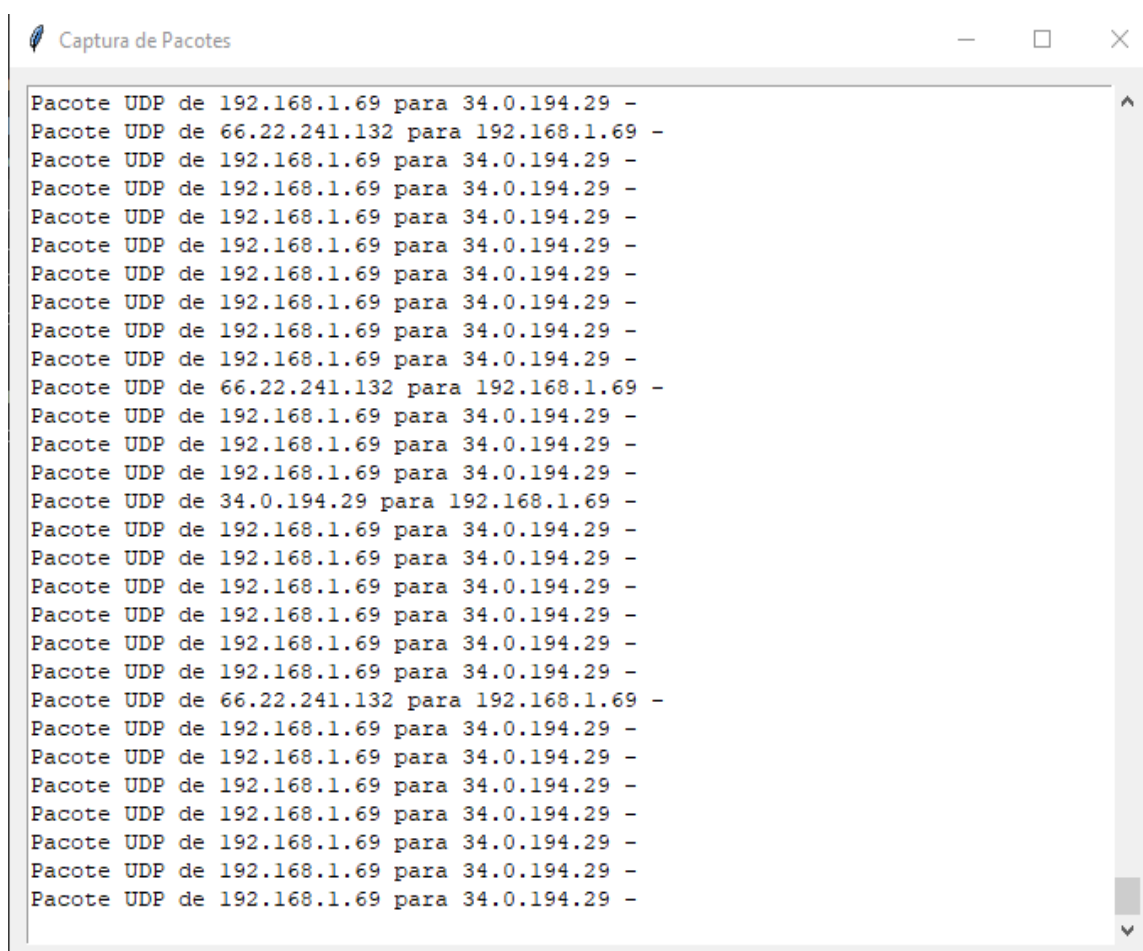 Captura de Pacotes
Pacote UDP de 192.168.1.69 para 34.0.194.29 -
Pacote UDP de 66.22.241.132 para 192.168.1.69 -
Pacote UDP de 192.168.1.69 para 34.0.194.29 -
Pacote UDP de 192.168.1.69 para 34.0.194.29 -
Pacote UDP de 192.168.1.69 para 34.0.194.29 -
Pacote UDP de 192.168.1.69 para 34.0.194.29 -
Pacote UDP de 192.168.1.69 para 34.0.194.29 -
Pacote UDP de 192.168.1.69 para 34.0.194.29 -
Pacote UDP de 192.168.1.69 para 34.0.194.29 -
Pacote UDP de 192.168.1.69 para 34.0.194.29 -
Pacote UDP de 66.22.241.132 para 192.168.1.69 -
Pacote UDP de 192.168.1.69 para 34.0.194.29 -
Pacote UDP de 192.168.1.69 para 34.0.194.29 -
Pacote UDP de 192.168.1.69 para 34.0.194.29 -
Pacote UDP de 34.0.194.29 para 192.168.1.69 -
Pacote UDP de 192.168.1.69 para 34.0.194.29 -
Pacote UDP de 192.168.1.69 para 34.0.194.29 -
Pacote UDP de 192.168.1.69 para 34.0.194.29 -
Pacote UDP de 192.168.1.69 para 34.0.194.29 -
Pacote UDP de 192.168.1.69 para 34.0.194.29 -
Pacote UDP de 192.168.1.69 para 34.0.194.29 -
Pacote UDP de 66.22.241.132 para 192.168.1.69 -
Pacote UDP de 192.168.1.69 para 34.0.194.29 -
Pacote UDP de 192.168.1.69 para 34.0.194.29 -
Pacote UDP de 192.168.1.69 para 34.0.194.29 -
Pacote UDP de 192.168.1.69 para 34.0.194.29 -
Pacote UDP de 192.168.1.69 para 34.0.194.29 -
Pacote UDP de 192.168.1.69 para 34.0.194.29 -
Pacote UDP de 192.168.1.69 para 34.0.194.29 -